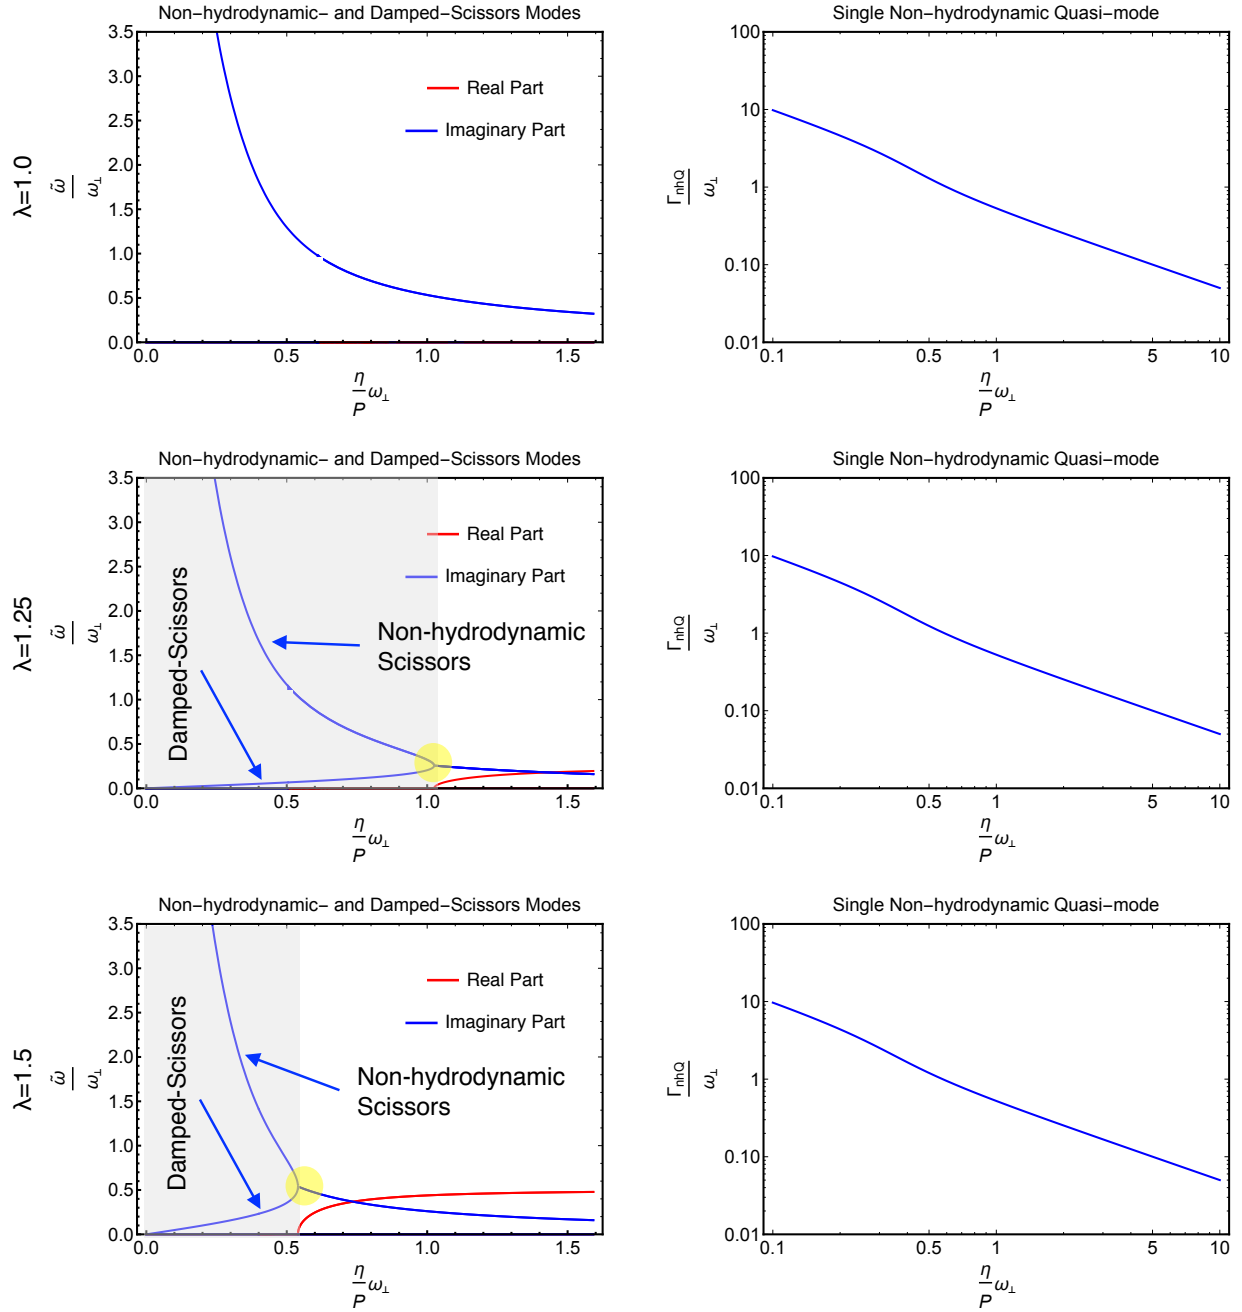 Non-hydrodynamic- and Damped-Scissors Modes
3.5
3.0
2.5
2.0
1.5
1.0
0.5
0.0
0.0
0.5
1.0
1.5
Real Part
Imaginary Part
λ=1.0
ω̃
ω⊥
η
P
ω⊥
Single Non-hydrodynamic Quasi-mode
100
10
1
0.10
0.01
0.1
0.5
1
5
10
ΓnhQ
ω⊥
η
P
ω⊥
Non-hydrodynamic- and Damped-Scissors Modes
3.5
3.0
2.5
2.0
1.5
1.0
0.5
0.0
0.0
0.5
1.0
1.5
Real Part
Imaginary Part
Damped-Scissors
Non-hydrodynamic
Scissors
λ=1.25
ω̃
ω⊥
η
P
ω⊥
Single Non-hydrodynamic Quasi-mode
100
10
1
0.10
0.01
0.1
0.5
1
5
10
ΓnhQ
ω⊥
η
P
ω⊥
Non-hydrodynamic- and Damped-Scissors Modes
3.5
3.0
2.5
2.0
1.5
1.0
0.5
0.0
0.0
0.5
1.0
1.5
Real Part
Imaginary Part
Damped-Scissors
Non-hydrodynamic
Scissors
λ=1.5
ω̃
ω⊥
η
P
ω⊥
Single Non-hydrodynamic Quasi-mode
100
10
1
0.10
0.01
0.1
0.5
1
5
10
ΓnhQ
ω⊥
η
P
ω⊥